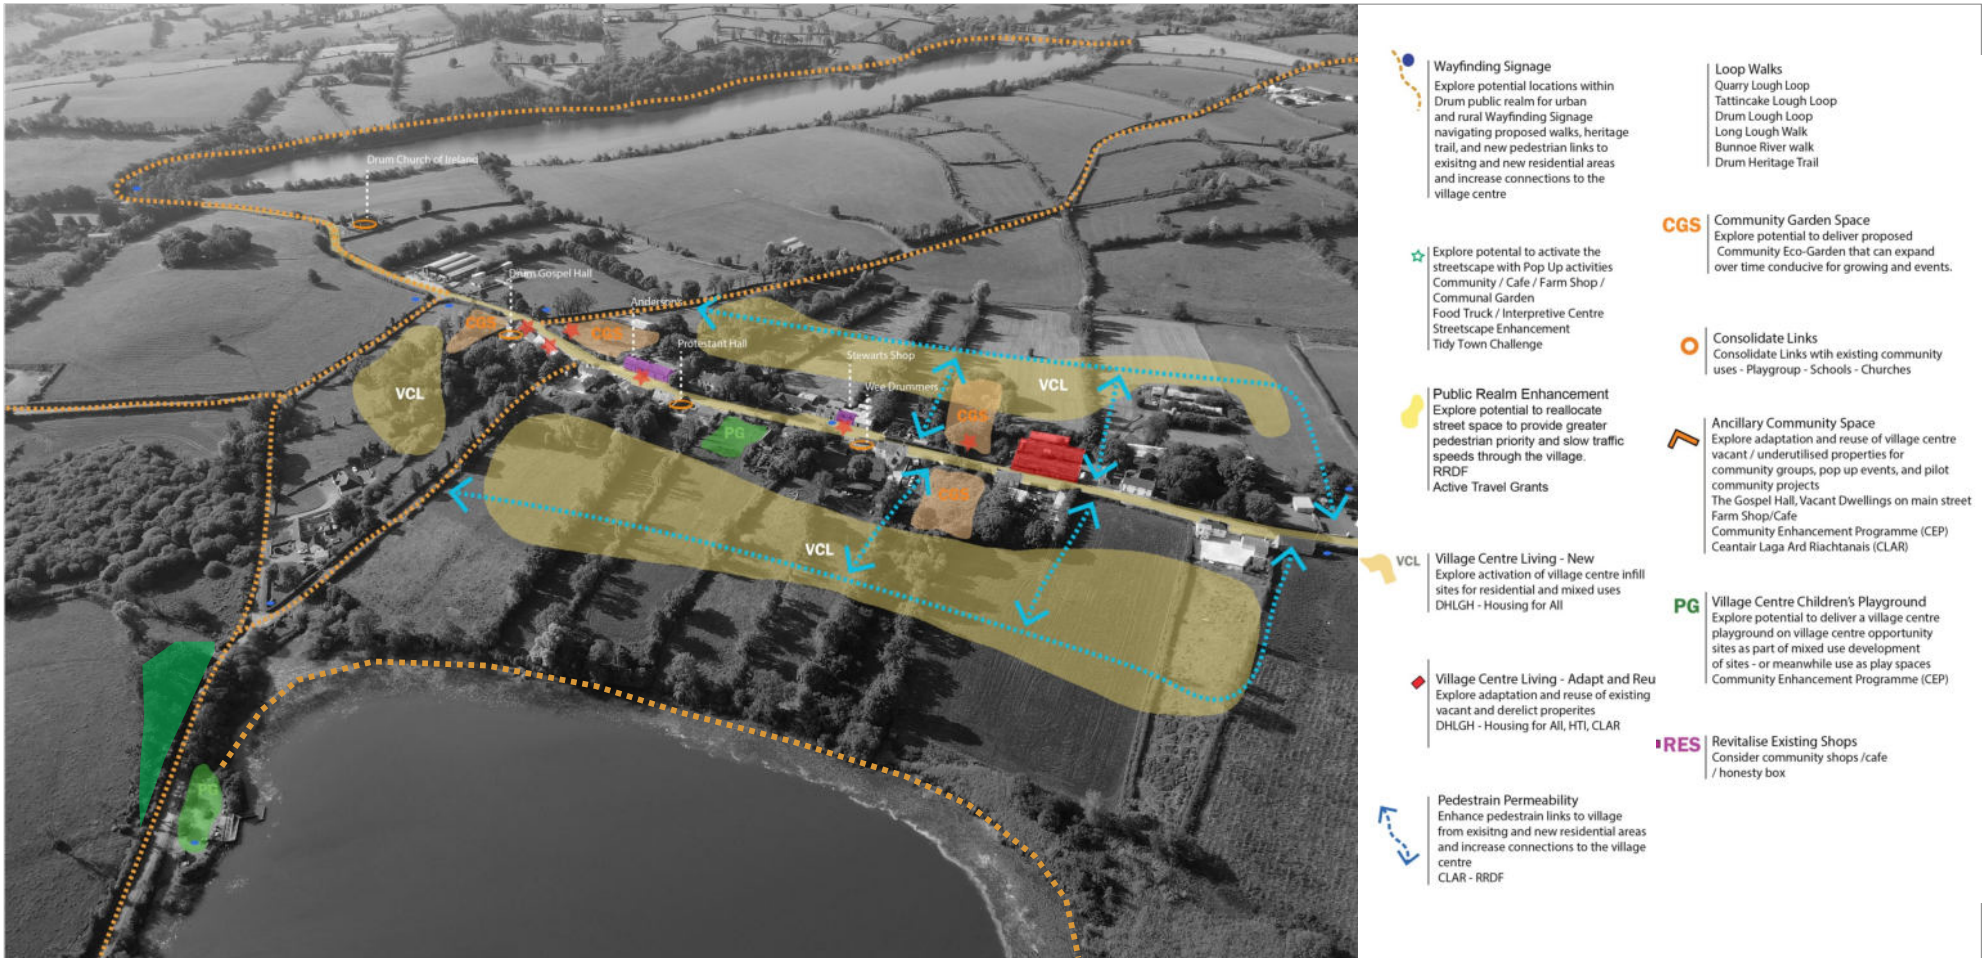 Drum Church of Ireland
Drum Gospel Hall
Anderson's
Protestant Hall
Stewarts Shop
Wee Drummers
CGS
CGS
VCL
VCL
CGS
PG
CGS
VCL
PG
Wayfinding Signage
Explore potential locations within
Drum public realm for urban
and rural Wayfinding Signage
navigating proposed walks, heritage
trail, and new pedestrian links to
exisitng and new residential areas
and increase connections to the
village centre
Explore potental to activate the
streetscape with Pop Up activities
Community / Cafe / Farm Shop /
Communal Garden
Food Truck / Interpretive Centre
Streetscape Enhancement
Tidy Town Challenge
Public Realm Enhancement
Explore potential to reallocate
street space to provide greater
pedestrian priority and slow traffic
speeds through the village.
RRDF
Active Travel Grants
VCL
Village Centre Living - New
Explore activation of village centre infill
sites for residential and mixed uses
DHLGH - Housing for All
Village Centre Living - Adapt and Reu
Explore adaptation and reuse of existing
vacant and derelict properites
DHLGH - Housing for All, HTI, CLAR
Pedestrain Permeability
Enhance pedestrain links to village
from exisitng and new residential areas
and increase connections to the village
centre
CLAR - RRDF
Loop Walks
Quarry Lough Loop
Tattincake Lough Loop
Drum Lough Loop
Long Lough Walk
Bunnoe River walk
Drum Heritage Trail
CGS
Community Garden Space
Explore potential to deliver proposed
Community Eco-Garden that can expand
over time conducive for growing and events.
Consolidate Links
Consolidate Links wtih existing community
uses - Playgroup - Schools - Churches
Ancillary Community Space
Explore adaptation and reuse of village centre
vacant / underutilised properties for
community groups, pop up events, and pilot
community projects
The Gospel Hall, Vacant Dwellings on main street
Farm Shop/Cafe
Community Enhancement Programme (CEP)
Ceantair Laga Ard Riachtanais (CLAR)
PG
Village Centre Children's Playground
Explore potential to deliver a village centre
playground on village centre opportunity
sites as part of mixed use development
of sites - or meanwhile use as play spaces
Community Enhancement Programme (CEP)
RES
Revitalise Existing Shops
Consider community shops /cafe
/ honesty box